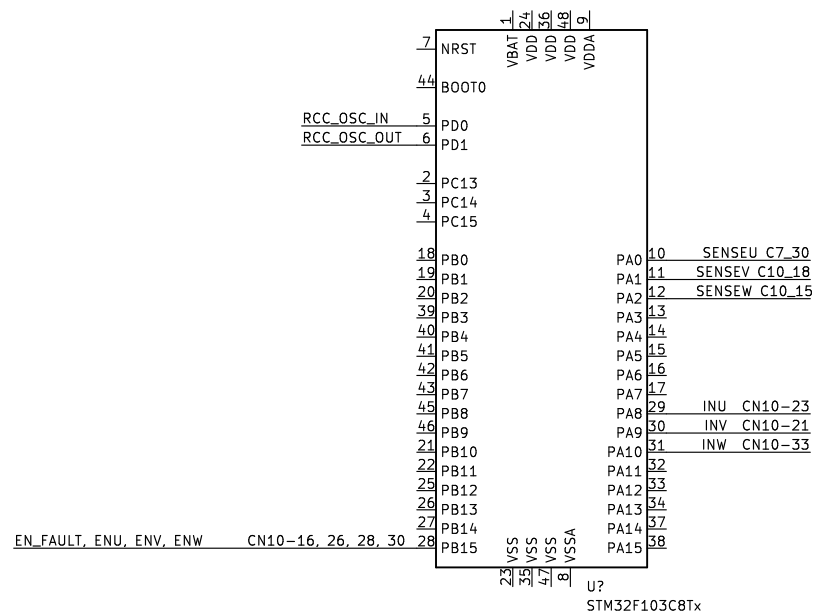 1 24 36 48 9
VBAT VDD VDD VDD VDDA
7 NRST
44 BOOT0
RCC_OSC_IN 5 PD0
RCC_OSC_OUT 6 PD1
2 PC13
3 PC14
4 PC15
18 PB0 PA0 10 SENSEU C7_30
19 PB1 PA1 11 SENSEV C10_18
20 PB2 PA2 12 SENSEW C10_15
39 PB3 PA3 13
40 PB4 PA4 14
41 PB5 PA5 15
42 PB6 PA6 16
43 PB7 PA7 17
45 PB8 PA8 29 INU CN10-23
46 PB9 PA9 30 INV CN10-21
21 PB10 PA10 31 INW CN10-33
22 PB11 PA11 32
25 PB12 PA12 33
26 PB13 PA13 34
27 PB14 PA14 37
EN_FAULT, ENU, ENV, ENW CN10-16, 26, 28, 30 28 PB15 PA15 38
VSS VSS VSS VSSA
23 35 47 8
U?
STM32F103C8Tx